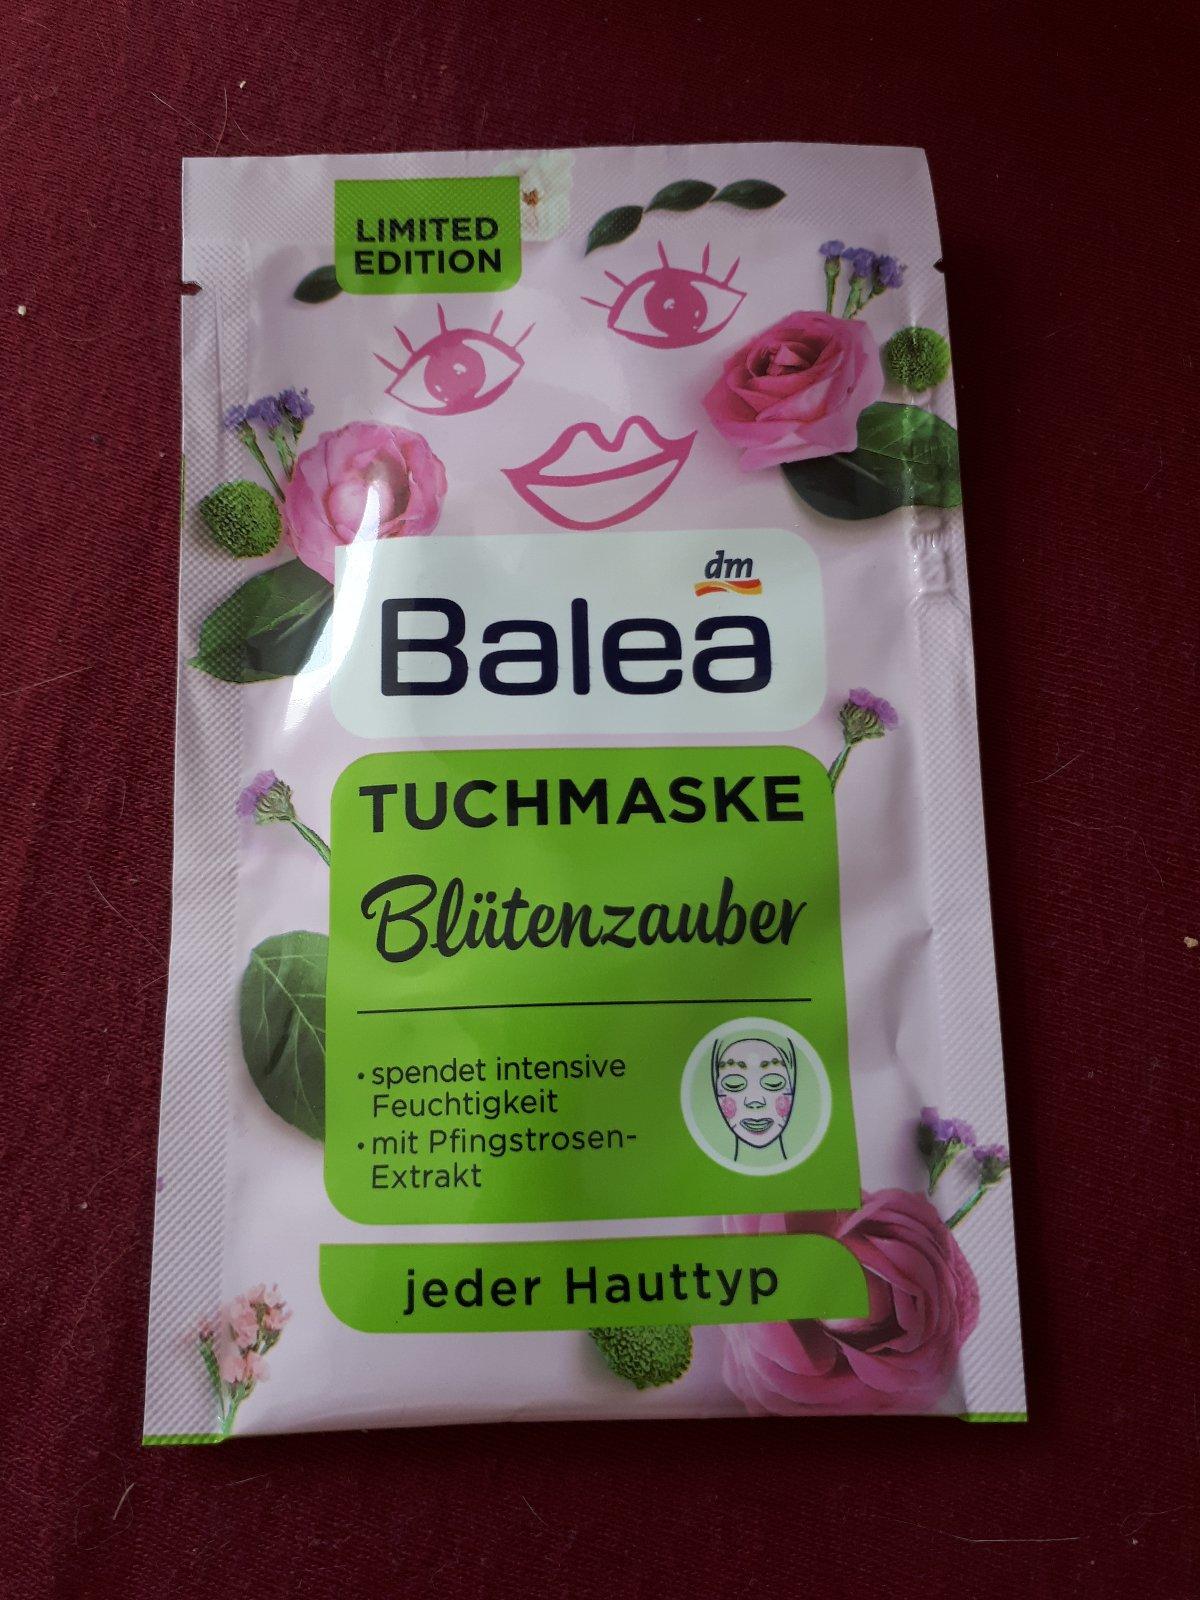 LIMITED
EDITION
dm
Balea
TUCHMASKE
Blütenzauber
• spendet intensive
Feuchtigkeit
• mit Pfingstrosen-
Extrakt
jeder Hauttyp